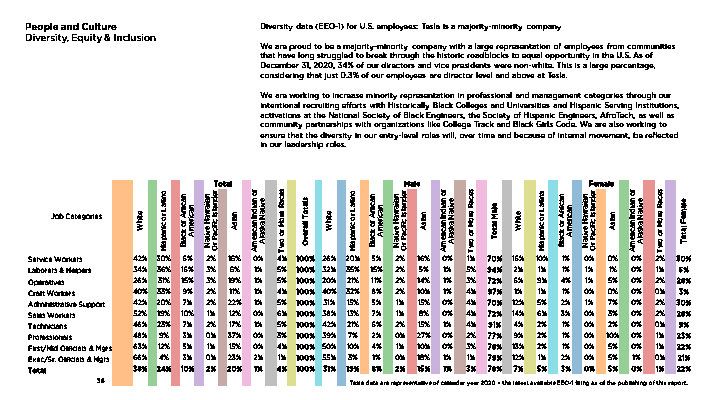 People and Culture
Diversity, Equity & Inclusion
Diversity data (EEO-1) for U.S. employees: Tesla is a majority-minority company
We are proud to be a majority-minority company with a large representation of employees from communities
that have long struggled to break through the historic roadblocks to equal opportunity in the U.S. As of
December 31, 2020, 34% of our directors and vice presidents were non-white. This is a large percentage,
considering that just 0.3% of our employees are director level and above at Tesla.
We are working to increase minority representation in professional and management categories through our
intentional recruiting efforts with Historically Black Colleges and Universities and Hispanic Serving Institutions,
activations at the National Society of Black Engineers, the Society of Hispanic Engineers, AfroTech, as well as
community partnerships with organizations like College Track and Black Girls Code. We are also working to
ensure that the diversity in our entry-level roles will, over time and because of internal movement, be reflected
in our leadership roles.
Total Male Female
Job Categories White Hispanic or Latino Black or African American Native Hawaiian Or Pacific Islander Asian American Indian or Alaska Native Two or More Races Overall Totals White Hispanic or Latino Black or African American Native Hawaiian Or Pacific Islander Asian American Indian or Alaska Native Two or More Races Total Male White Hispanic or Latino Black or African American Native Hawaiian Or Pacific Islander Asian American Indian or Alaska Native Two or More Races Total Female
Service Workers 42% 30% 6% 2% 16% 0% 4% 100% 26% 20% 5% 2% 16% 0% 1% 70% 16% 10% 1% 0% 0% 0% 2% 30%
Laborers & Helpers 34% 36% 16% 3% 6% 1% 5% 100% 32% 35% 15% 2% 5% 1% 5% 94% 2% 1% 1% 1% 1% 0% 0% 6%
Operatives 26% 31% 15% 3% 19% 1% 5% 100% 20% 21% 11% 2% 14% 1% 3% 72% 6% 9% 4% 1% 5% 0% 2% 28%
Craft Workers 40% 33% 9% 2% 11% 1% 4% 100% 40% 32% 8% 2% 10% 1% 4% 97% 1% 1% 0% 0% 1% 0% 0% 3%
Administrative Support 42% 20% 7% 2% 22% 1% 5% 100% 31% 15% 5% 1% 15% 0% 3% 70% 12% 5% 2% 1% 7% 0% 2% 30%
Sales Workers 52% 19% 10% 1% 12% 0% 6% 100% 38% 13% 7% 1% 8% 0% 4% 72% 14% 6% 3% 0% 3% 0% 2% 28%
Technicians 46% 23% 7% 2% 17% 1% 5% 100% 42% 21% 6% 2% 15% 1% 4% 91% 4% 2% 1% 0% 2% 0% 0% 9%
Professionals 48% 9% 3% 0% 37% 0% 3% 100% 39% 7% 2% 0% 27% 0% 2% 77% 9% 2% 1% 0% 10% 0% 1% 23%
First/Mid Officials & Mgrs 63% 12% 5% 1% 15% 0% 4% 100% 50% 10% 4% 1% 10% 0% 3% 78% 13% 2% 1% 0% 5% 0% 1% 22%
Exec/Sr. Officials & Mgrs 66% 4% 3% 0% 23% 2% 1% 100% 55% 3% 1% 0% 18% 1% 1% 79% 12% 1% 2% 0% 5% 1% 0% 21%
Total 38% 24% 10% 2% 20% 1% 4% 100% 31% 19% 8% 2% 15% 1% 3% 78% 7% 5% 3% 0% 5% 0% 1% 22%
38
Tesla data are representative of calendar year 2020 – the latest available EEO-1 filing as of the publishing of this report.